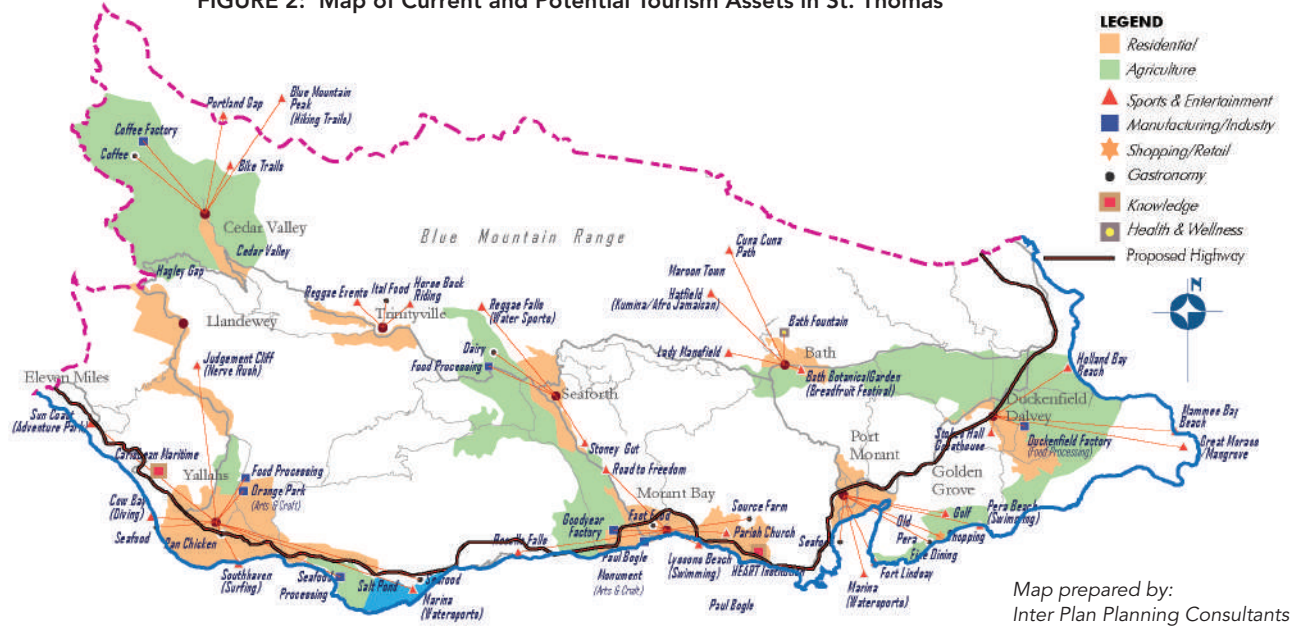 FIGURE 2: Map of Current and Potential Tourism Assets in St. Thomas
LEGEND
Residential
Agriculture
Sports & Entertainment
Manufacturing/Industry
Shopping/Retail
Gastronomy
Knowledge
Health & Wellness
Proposed Highway
N
Portland Gap
Blue Mountain
Peak
(Hiking Trails)
Coffee Factory
Coffee
Bike Trails
Cedar Valley
Cedar Valley
Hagley Gap
Blue Mountain Range
Llandewey
Reggae Events
Ital Food
Horse Back
Riding
Trinityville
Reggae Falls
(Water Sports)
Cuna Cuna
Path
Maroon Town
Hatfield
(Kumina/Afro Jamaican)
Bath Fountain
Bath
Lady Mansfield
Bath Botanical Garden
(Breadfruit Festival)
Dairy
Food Processing
Seaforth
Judgement Cliff
(Nerve Rush)
Eleven Miles
Sun Coast
(Adventure Park)
Holland Bay
Beach
Duckenfield/
Dalvey
Mammee Bay
Beach
Great Morass
/Mangrove
Duckenfield Factory
(Food Processing)
Stoney Gut
Road to Freedom
Port
Morant
Golden
Grove
Caribbean Maritime
Yallahs
Food Processing
Orange Park
(Arts & Craft)
Cow Bay
(Diving)
Seafood
Pan Chicken
Southhaven
(Surfing)
Seafood
Processing
Salt Pond
Seafood
Marina
(Watersports)
Morant Bay
Goodyear
Factory
Fast Food
Source Farm
Parish Church
HEART Institution
Lyssons Beach
(Swimming)
Paul Bogle
Monument
(Arts & Craft)
Paul Bogle
Seafood
Marina
(Watersports)
Old
Pera
Golf
Pera Beach
(Swimming)
Shopping
Fine Dining
Fort Lindsay
Map prepared by:
Inter Plan Planning Consultants